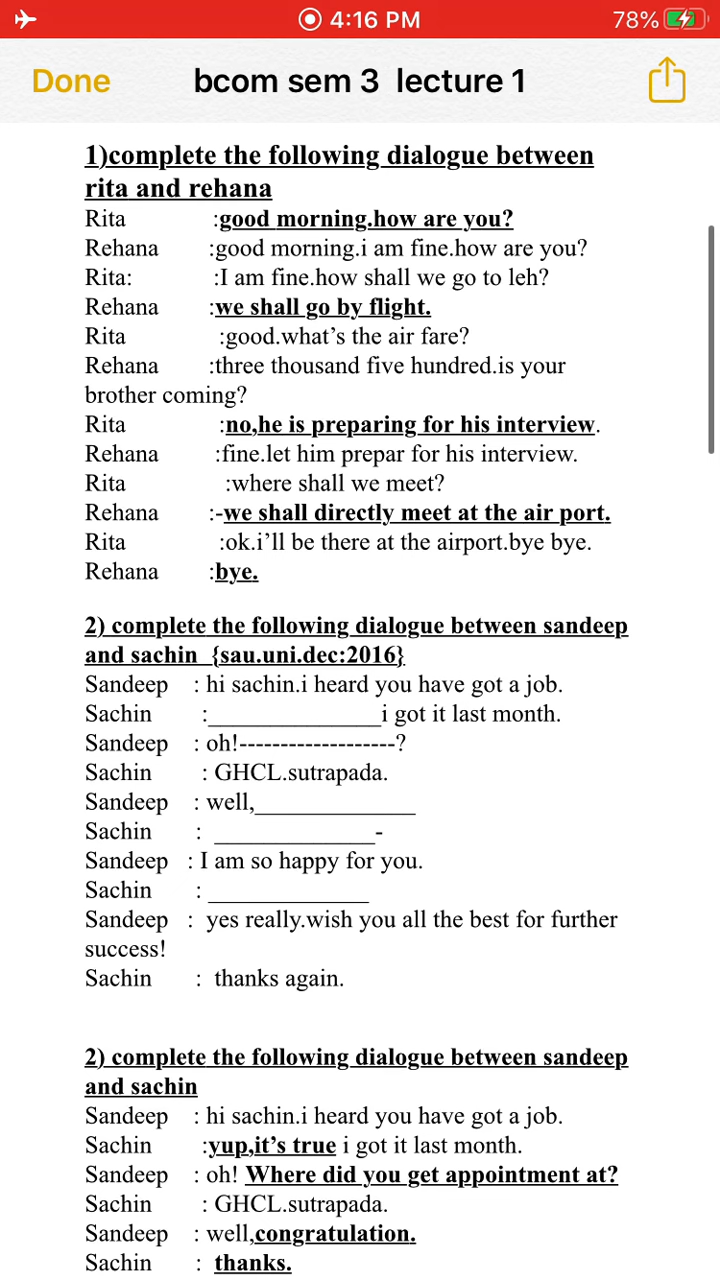 4:16 PM
78%
Done
bcom sem 3 lecture 1
1)complete the following dialogue between
rita and rehana
Rita :good morning.how are you?
Rehana :good morning.i am fine.how are you?
Rita: :I am fine.how shall we go to leh?
Rehana :we shall go by flight.
Rita :good.what's the air fare?
Rehana :three thousand five hundred.is your
brother coming?
Rita :no,he is preparing for his interview.
Rehana :fine.let him prepar for his interview.
Rita :where shall we meet?
Rehana :-we shall directly meet at the air port.
Rita :ok.i'll be there at the airport.bye bye.
Rehana :bye.
2) complete the following dialogue between sandeep
and sachin {sau.uni.dec:2016}
Sandeep : hi sachin.i heard you have got a job.
Sachin :______________i got it last month.
Sandeep : oh!-------------------?
Sachin : GHCL.sutrapada.
Sandeep : well,_____________
Sachin : _____________-
Sandeep : I am so happy for you.
Sachin : _____________
Sandeep : yes really.wish you all the best for further
success!
Sachin : thanks again.
2) complete the following dialogue between sandeep
and sachin
Sandeep : hi sachin.i heard you have got a job.
Sachin :yup,it's true i got it last month.
Sandeep : oh! Where did you get appointment at?
Sachin : GHCL.sutrapada.
Sandeep : well,congratulation.
Sachin : thanks.